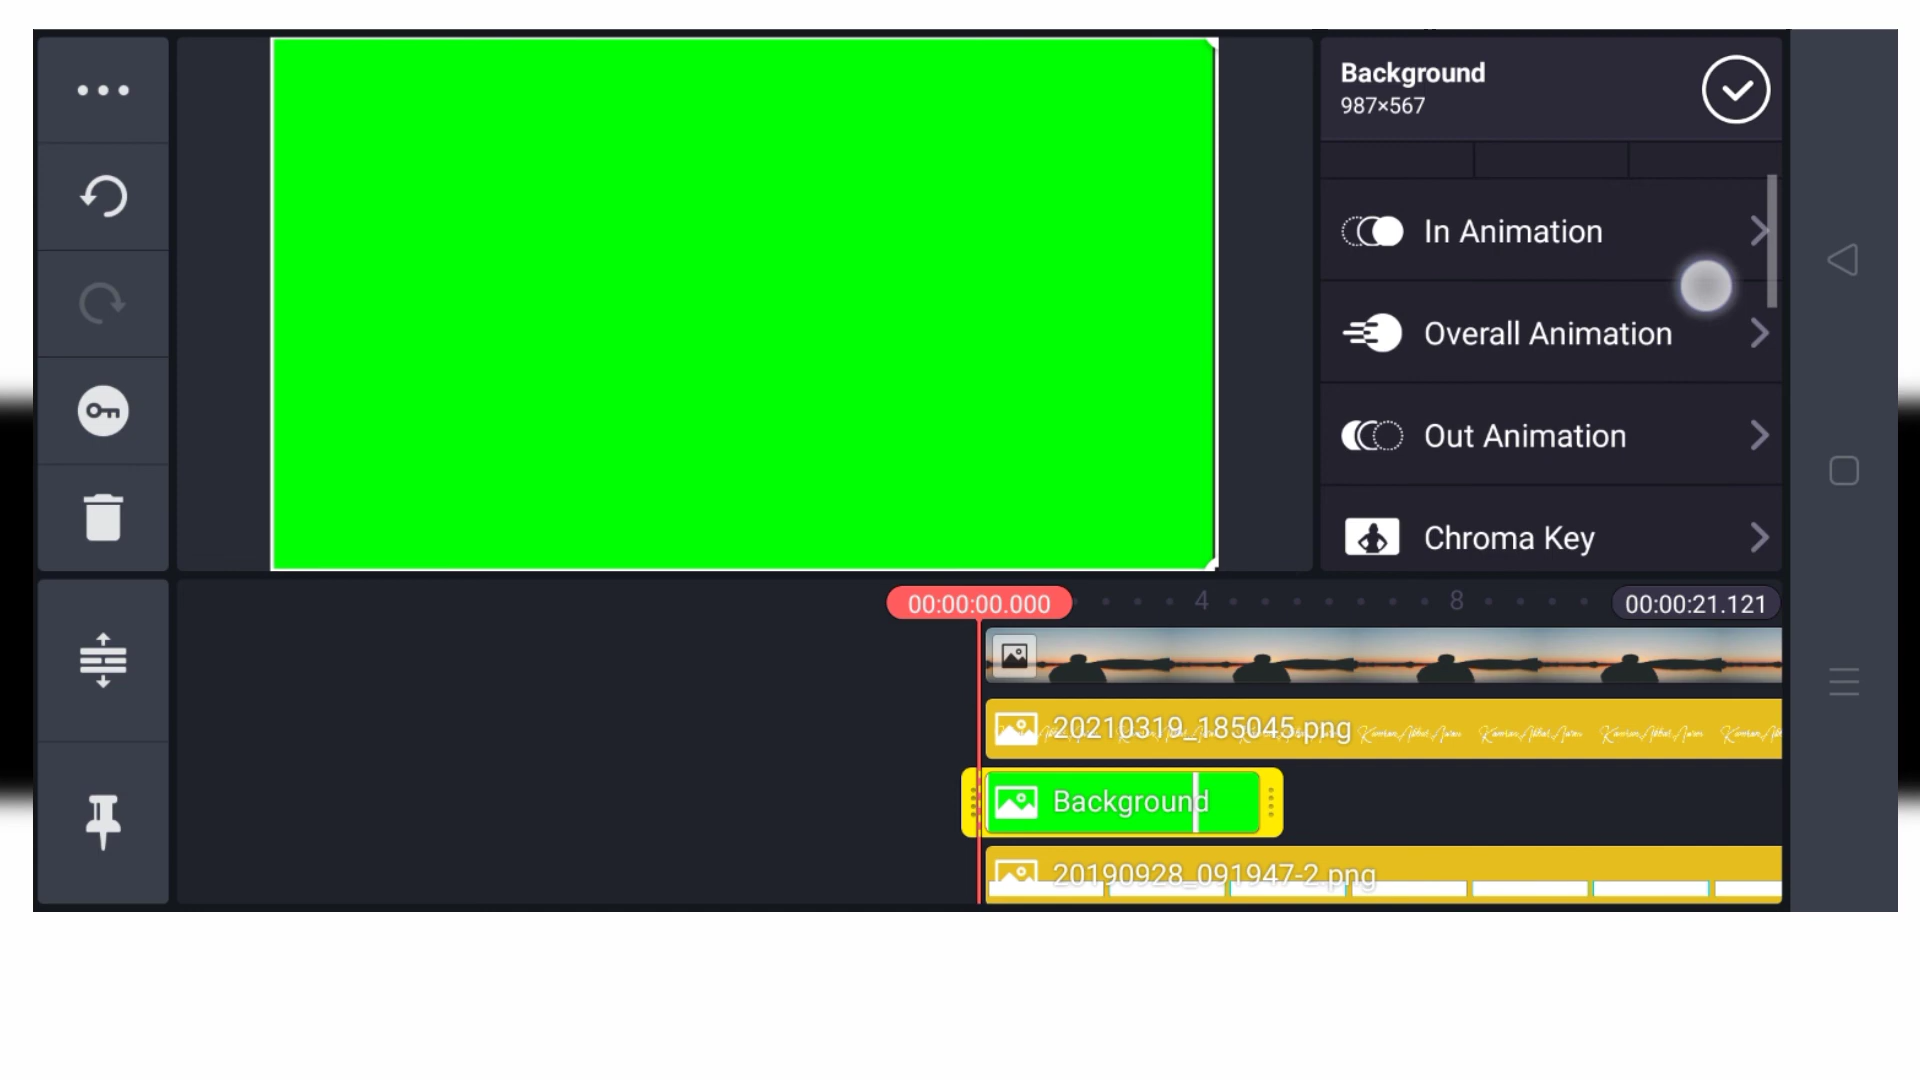 Background
987×567
In Animation
Overall Animation
Out Animation
Chroma Key
00:00:00.000
4
8
00:00:21.121
20210319_185045.png
Background
20190928_091947-2.png